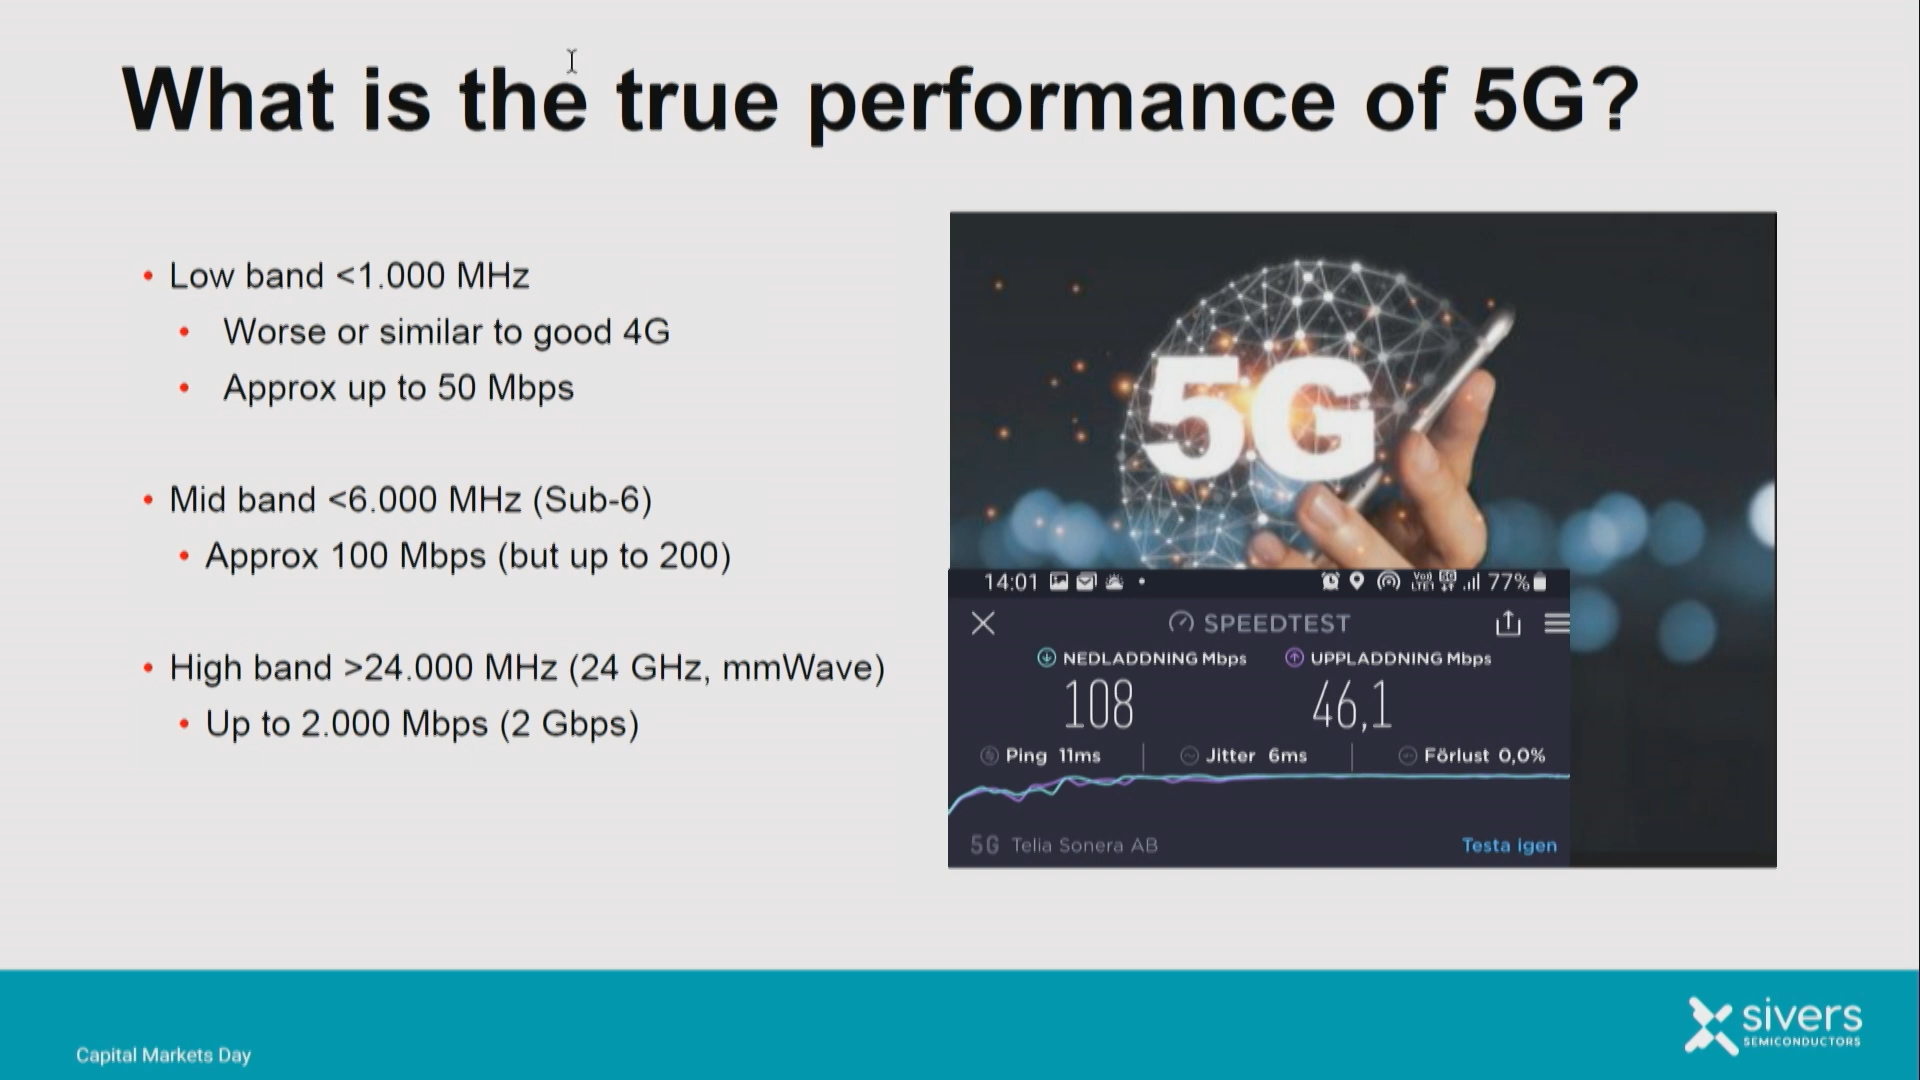 What is the true performance of 5G?
• Low band <1.000 MHz
• Worse or similar to good 4G
• Approx up to 50 Mbps
• Mid band <6.000 MHz (Sub-6)
• Approx 100 Mbps (but up to 200)
• High band >24.000 MHz (24 GHz, mmWave)
• Up to 2.000 Mbps (2 Gbps)
5G
14:01 Vo) LTE1 5G 77%
SPEEDTEST
NEDLADDNING Mbps UPPLADDNING Mbps
108 46,1
Ping 11ms Jitter 6ms Förlust 0,0%
5G Telia Sonera AB Testa igen
Capital Markets Day
sivers
SEMICONDUCTORS